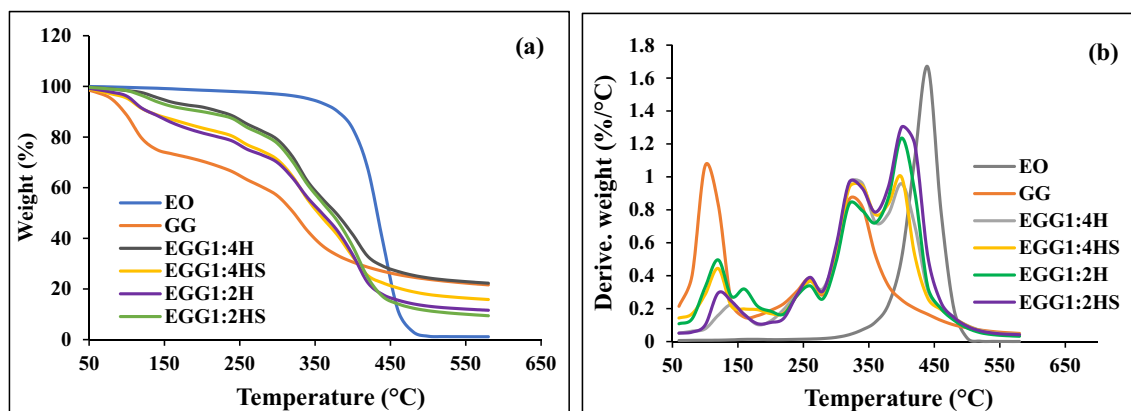 (a)
Weight (%)
120
100
80
60
40
20
0
EO
GG
EGG1:4H
EGG1:4HS
EGG1:2H
EGG1:2HS
50 150 250 350 450 550 650
Temperature (°C)
(b)
Derive. weight (%/°C)
1.8
1.6
1.4
1.2
1
0.8
0.6
0.4
0.2
0
EO
GG
EGG1:4H
EGG1:4HS
EGG1:2H
EGG1:2HS
50 150 250 350 450 550 650
Temperature (°C)